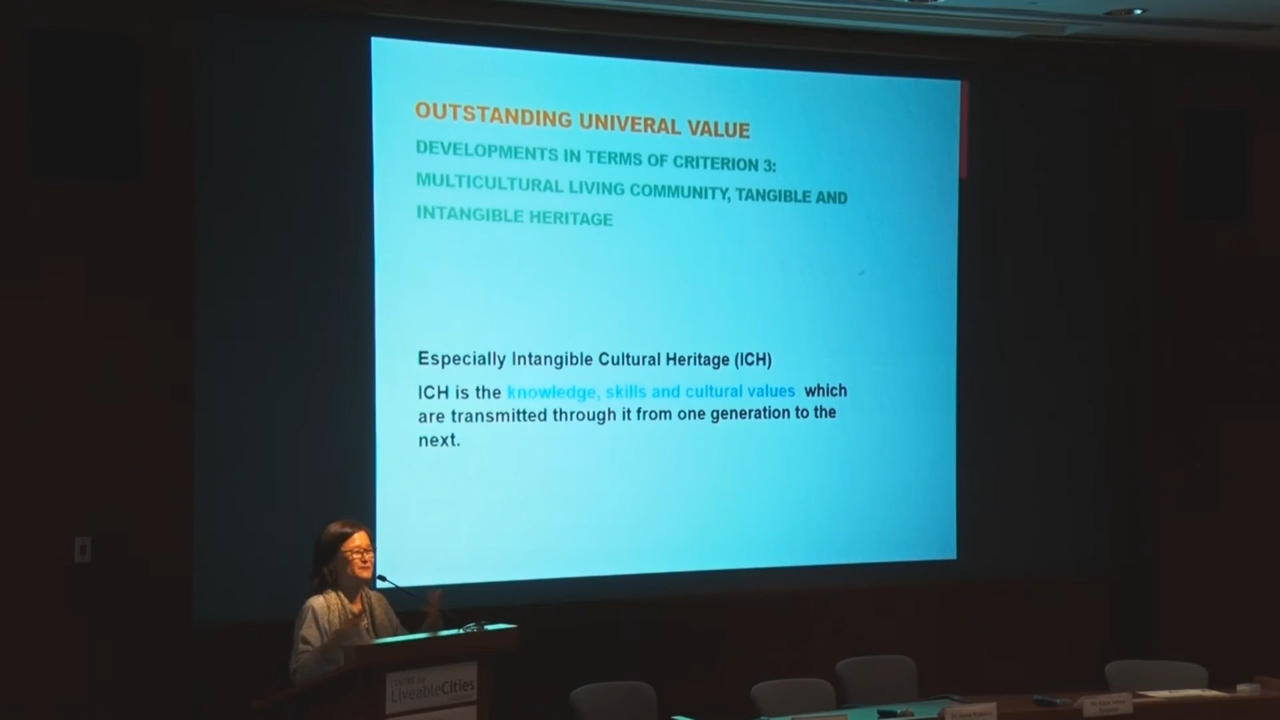 OUTSTANDING UNIVERAL VALUE
DEVELOPMENTS IN TERMS OF CRITERION 3:
MULTICULTURAL LIVING COMMUNITY, TANGIBLE AND
INTANGIBLE HERITAGE
Especially Intangible Cultural Heritage (ICH)
ICH is the knowledge, skills and cultural values which
are transmitted through it from one generation to the
next.
CENTRE for
LiveableCities